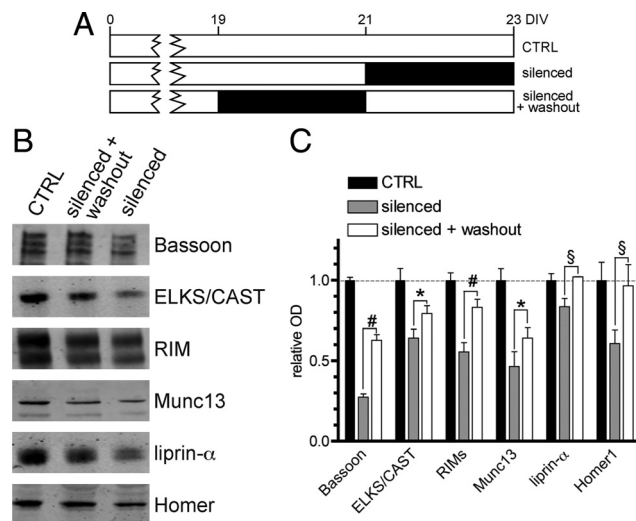 A
0 19 21 23 DIV
CTRL
silenced
silenced
+ washout
B
CTRL
silenced +
washout
silenced
Bassoon
ELKS/CAST
RIM
Munc13
liprin-α
Homer
C
CTRL
silenced
silenced + washout
relative OD
1.0
0.5
0.0
# * # * § §
Bassoon
ELKS/CAST
RIMs
Munc13
liprin-α
Homer1